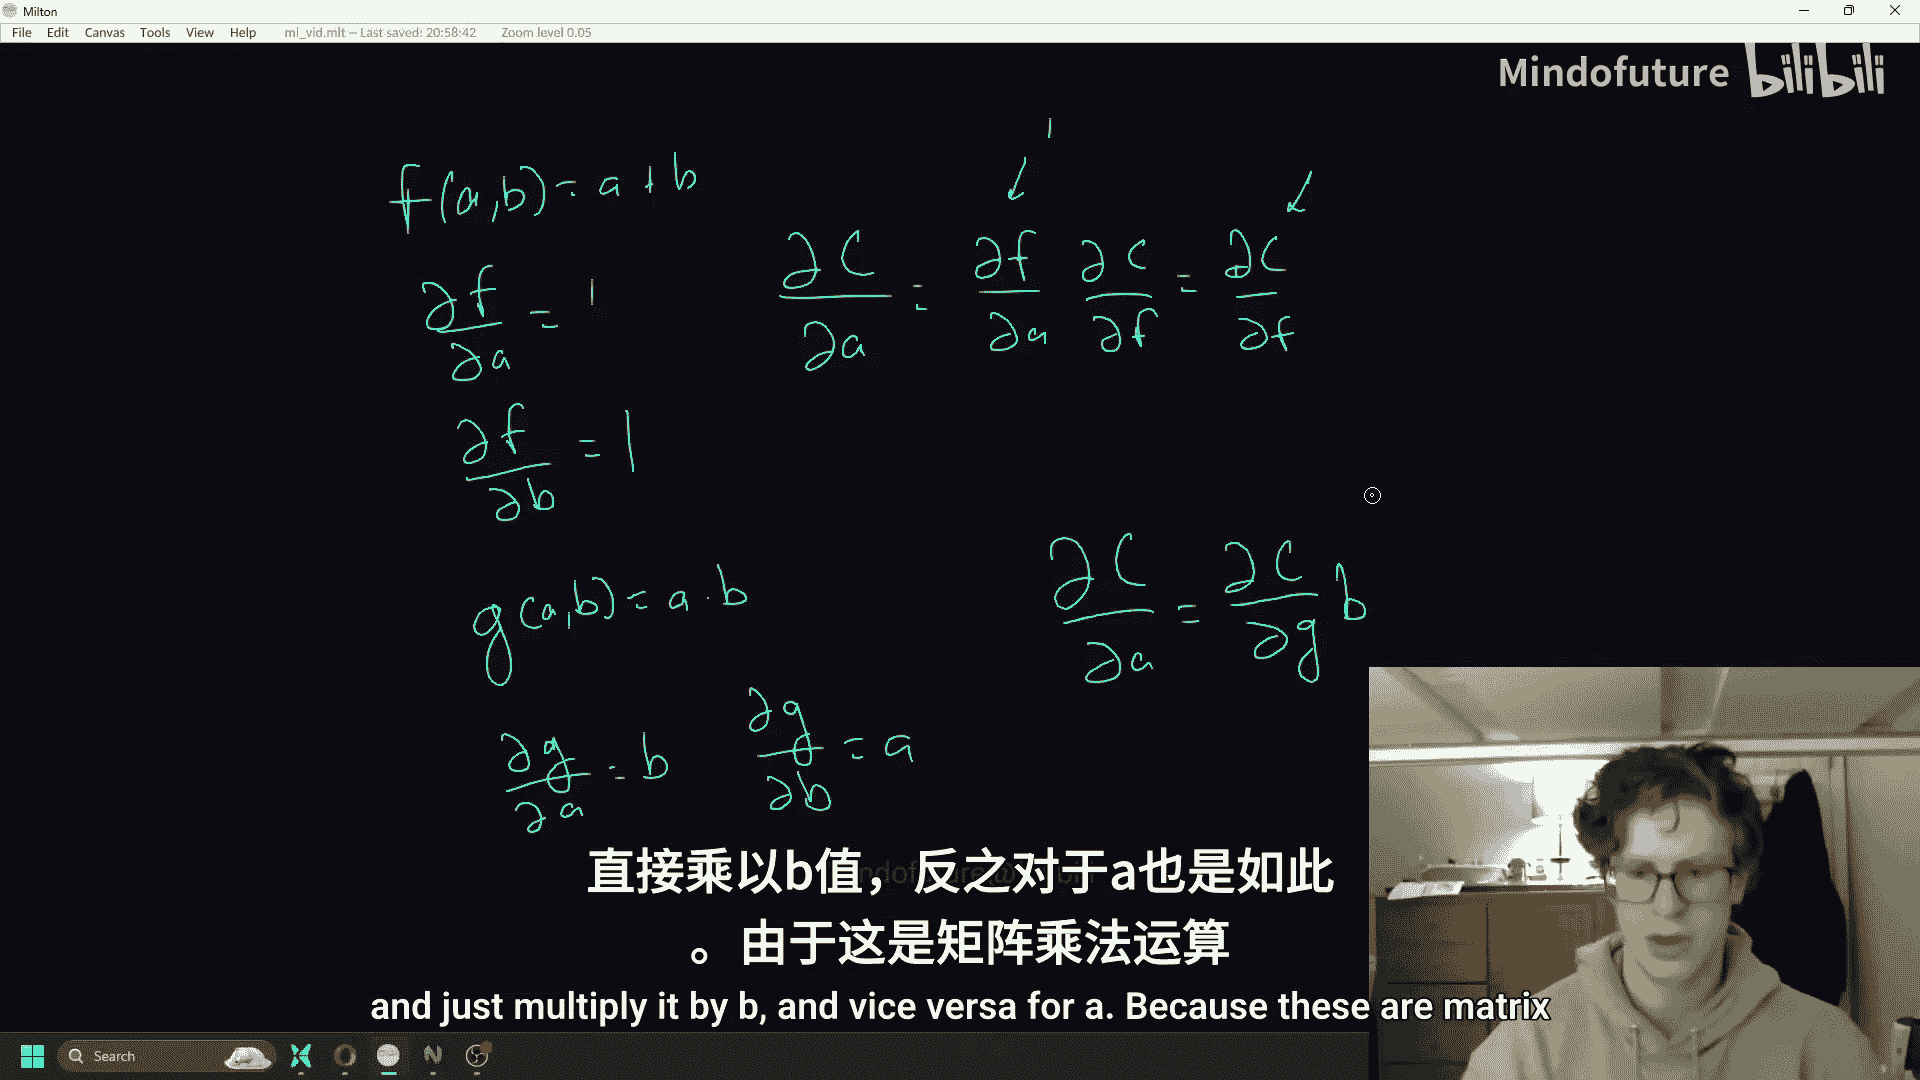 Milton
File Edit Canvas Tools View Help ml_vid.mlt – Last saved: 20:58:42 Zoom level 0.05
Mindofuture bilibili
f(a,b) = a + b
∂f/∂a = 1
∂f/∂b = 1
1
∂C/∂a = ∂f/∂a ∂C/∂f = ∂C/∂f
g(a,b) = a · b
∂g/∂a = b ∂g/∂b = a
∂C/∂a = ∂C/∂g b
直接乘以b值，反之对于a也是如此
。由于这是矩阵乘法运算
and just multiply it by b, and vice versa for a. Because these are matrix
Search